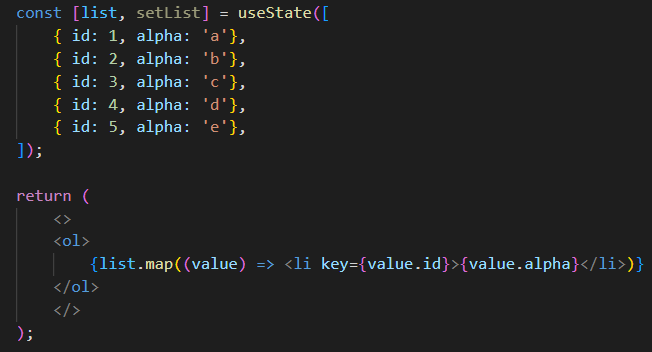 const [list, setList] = useState([
    { id: 1, alpha: 'a'},
    { id: 2, alpha: 'b'},
    { id: 3, alpha: 'c'},
    { id: 4, alpha: 'd'},
    { id: 5, alpha: 'e'},
]);

return (
    <>
    <ol>
        {list.map((value) => <li key={value.id}>{value.alpha}</li>)}
    </ol>
    </>
);